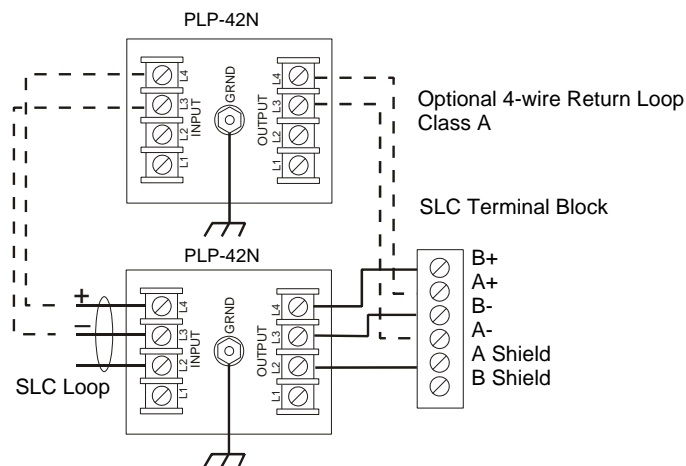 PLP-42N
L4
L3
L2
L1
INPUT
GRND
OUTPUT
L4
L3
L2
L1
Optional 4-wire Return Loop
Class A
SLC Terminal Block
B+
A+
B-
A-
A Shield
B Shield
PLP-42N
+
–
SLC Loop
L4
L3
L2
L1
INPUT
GRND
OUTPUT
L4
L3
L2
L1